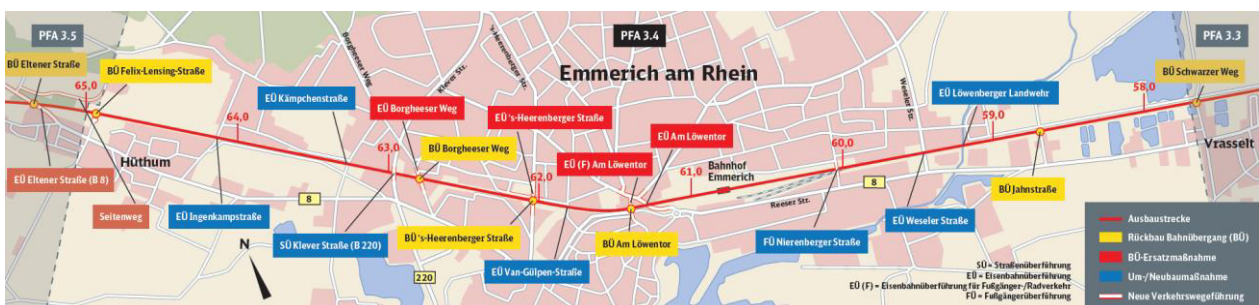 PFA 3.5
PFA 3.4
PFA 3.3
BÜ Eltener Straße
BÜ Felix-Lensing-Straße
Borgheeser Weg
Klever Str.
's-Heerenberger Str.
Emmerich am Rhein
Weseler Str.
BÜ Schwarzer Weg
65,0
EÜ Kämpchenstraße
EÜ Borgheeser Weg
EÜ 's-Heerenberger Straße
EÜ Löwenberger Landwehr
58,0
64,0
EÜ Am Löwentor
59,0
Hüthum
63,0
BÜ Borgheeser Weg
EÜ (F) Am Löwentor
Bahnhof
Emmerich
60,0
Vrasselt
EÜ Eltener Straße (B 8)
62,0
61,0
8
BÜ Jahnstraße
Seitenweg
EÜ Ingenkampstraße
8
Reeser Str.
EÜ Weseler Straße
N
SÜ Klever Straße (B 220)
BÜ 's-Heerenberger Straße
BÜ Am Löwentor
FÜ Nierenberger Straße
220
EÜ Van-Gülpen-Straße
SÜ = Straßenüberführung
EÜ = Eisenbahnüberführung
EÜ (F) = Eisenbahnüberführung für Fußgänger-/Radverkehr
FÜ = Fußgängerüberführung
Ausbaustrecke
Rückbau Bahnübergang (BÜ)
BÜ-Ersatzmaßnahme
Um-/Neubaumaßnahme
Neue Verkehrswegeführung